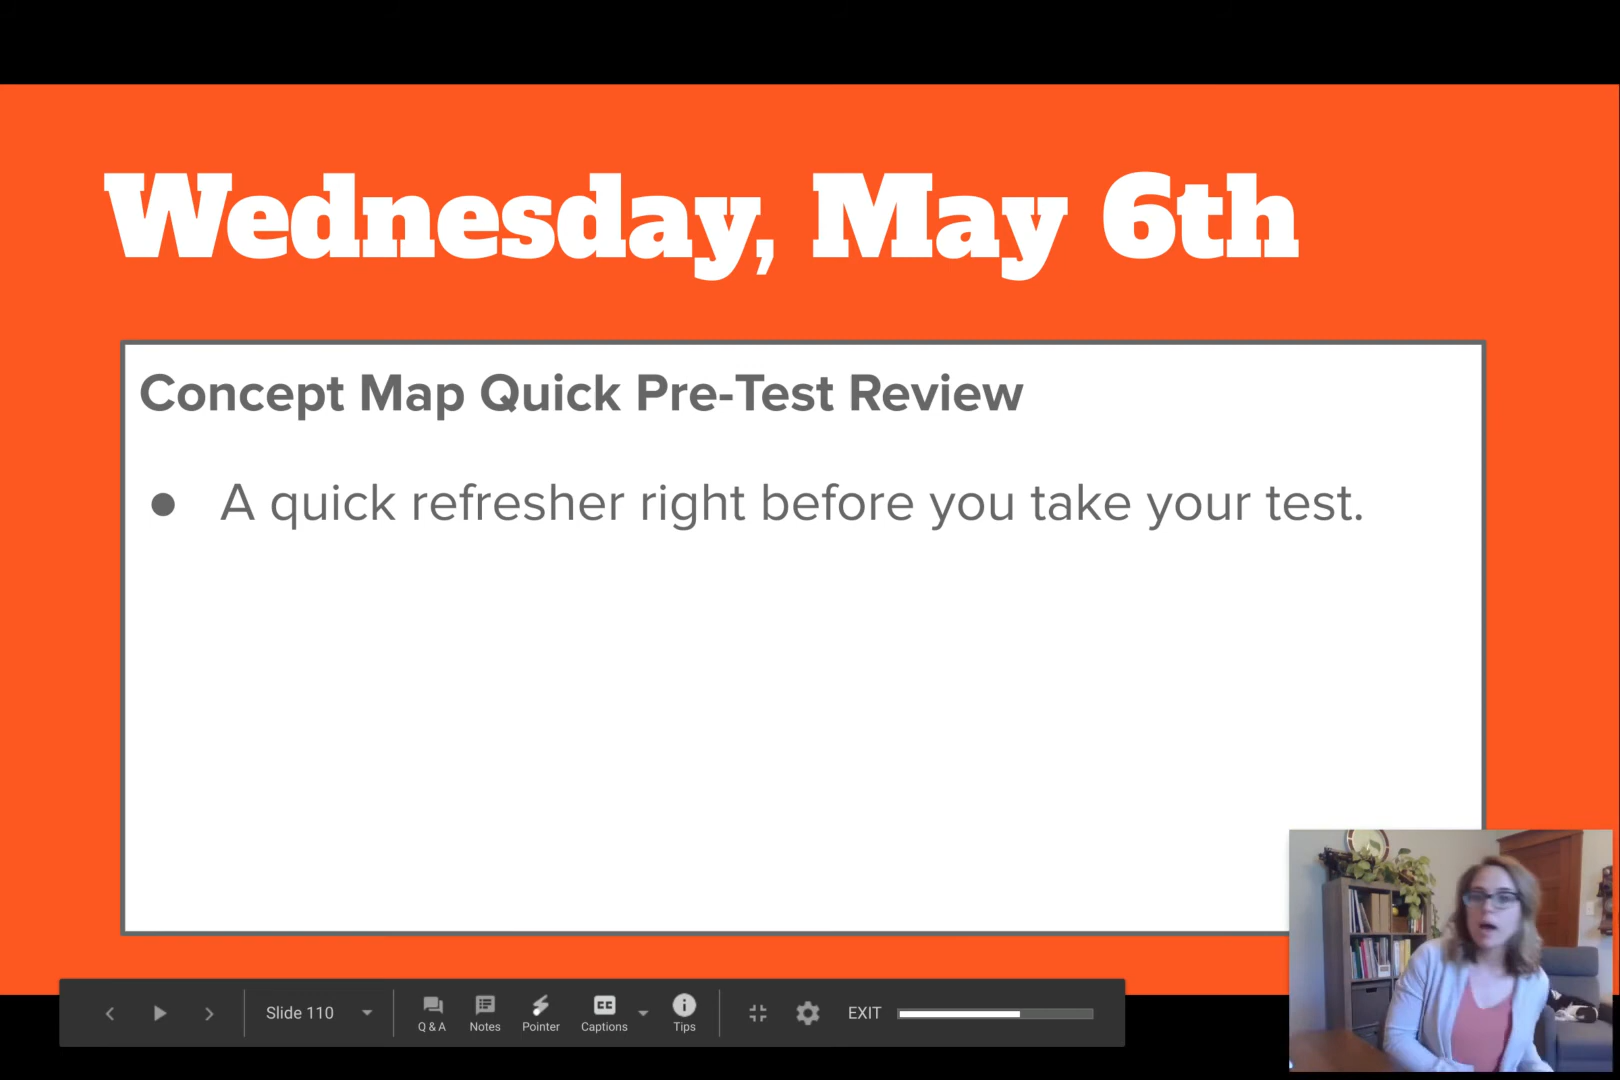 Wednesday, May 6th
Concept Map Quick Pre-Test Review
● A quick refresher right before you take your test.
Slide 110
Q & A
Notes
Pointer
CC
Captions
Tips
EXIT